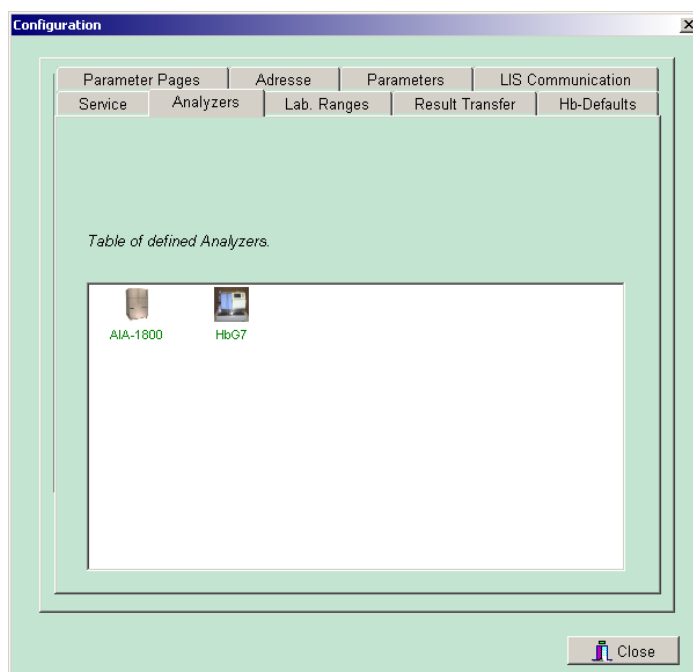 Configuration
Parameter Pages Adresse Parameters LIS Communication
Service Analyzers Lab. Ranges Result Transfer Hb-Defaults
Table of defined Analyzers.
AIA-1800 HbG7
Close